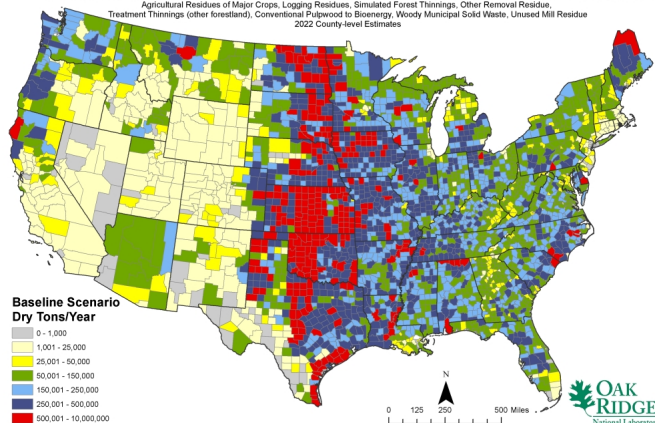 Agricultural Residues of Major Crops, Logging Residues, Simulated Forest Thinnings, Other Removal Residue,
Treatment Thinnings (other forestland), Conventional Pulpwood to Bioenergy, Woody Municipal Solid Waste, Unused Mill Residue
2022 County-level Estimates
Baseline Scenario
Dry Tons/Year
0 - 1,000
1,001 - 25,000
25,001 - 50,000
50,001 - 150,000
150,001 - 250,000
250,001 - 500,000
500,001 - 10,000,000
N
0 125 250 500 Miles
OAK
RIDGE
National Laboratory